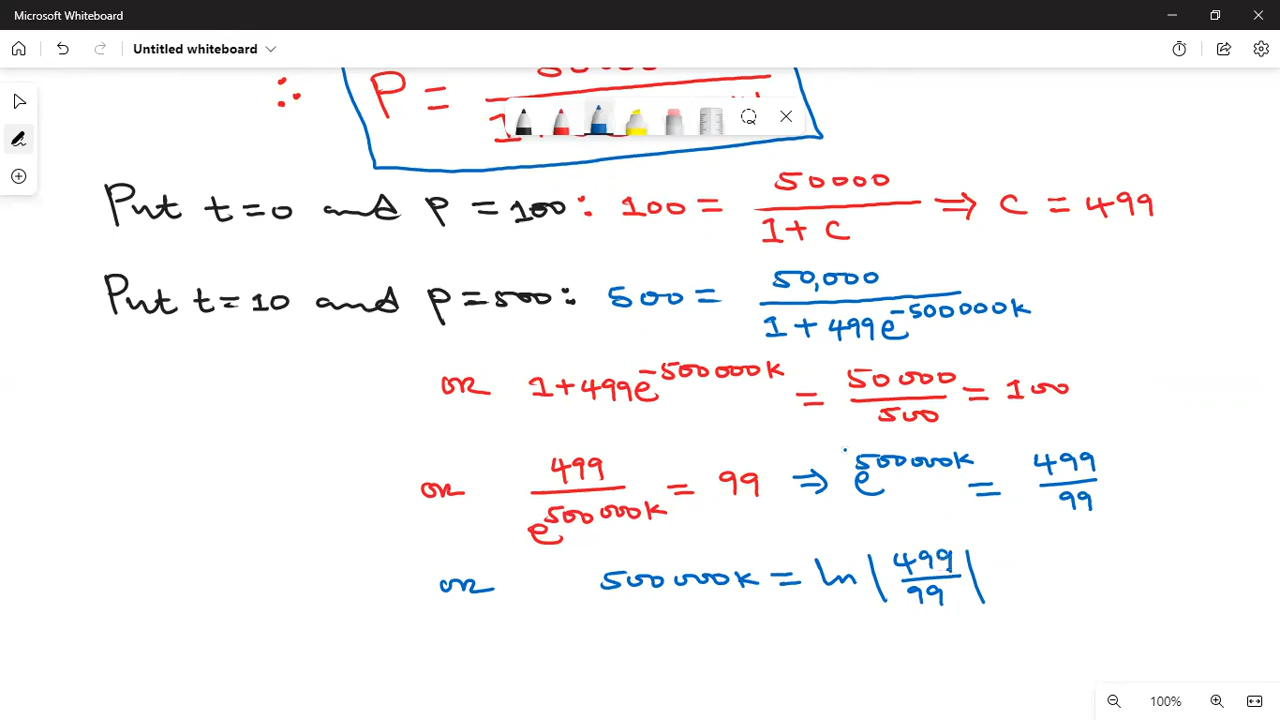 Microsoft Whiteboard
Untitled whiteboard
∴ P =
Put t=0 and p = 100 : 100 = 50000 / (1 + c) ⇒ c = 499
Put t=10 and p=500 : 500 = 50,000 / (1 + 499e^-500000k)
or 1+499e^-500000k = 50000 / 500 = 100
or 499 / e^500000k = 99 ⇒ e^500000k = 499 / 99
or 500000k = ln |499 / 99|
100%